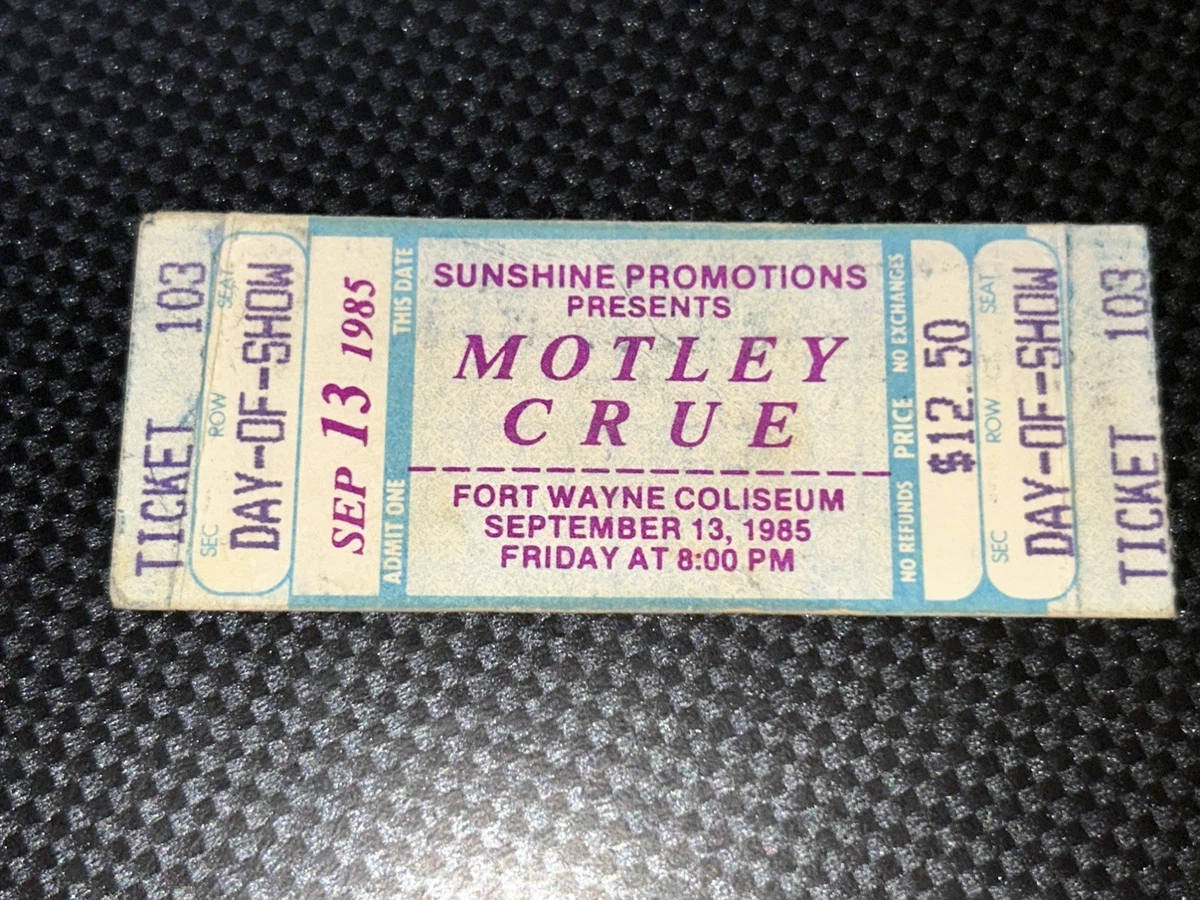 TICKET 103
SEC ROW SEAT
DAY-OF-SHOW
SEP 13 1985
ADMIT ONE THIS DATE
SUNSHINE PROMOTIONS
PRESENTS
MOTLEY
CRUE
FORT WAYNE COLISEUM
SEPTEMBER 13, 1985
FRIDAY AT 8:00 PM
NO REFUNDS PRICE NO EXCHANGES
$12.50
SEC ROW SEAT
DAY-OF-SHOW
TICKET 103